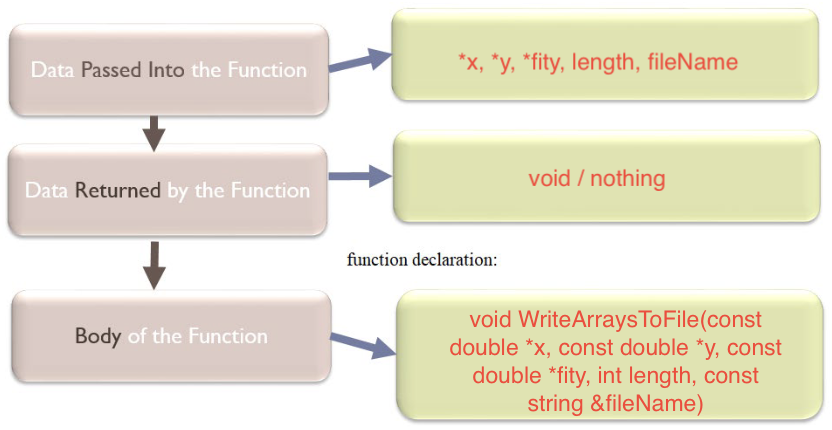 Data Passed Into the Function
*x, *y, *fity, length, fileName
Data Returned by the Function
void / nothing
function declaration:
Body of the Function
void WriteArraysToFile(const
double *x, const double *y, const
double *fity, int length, const
string &fileName)